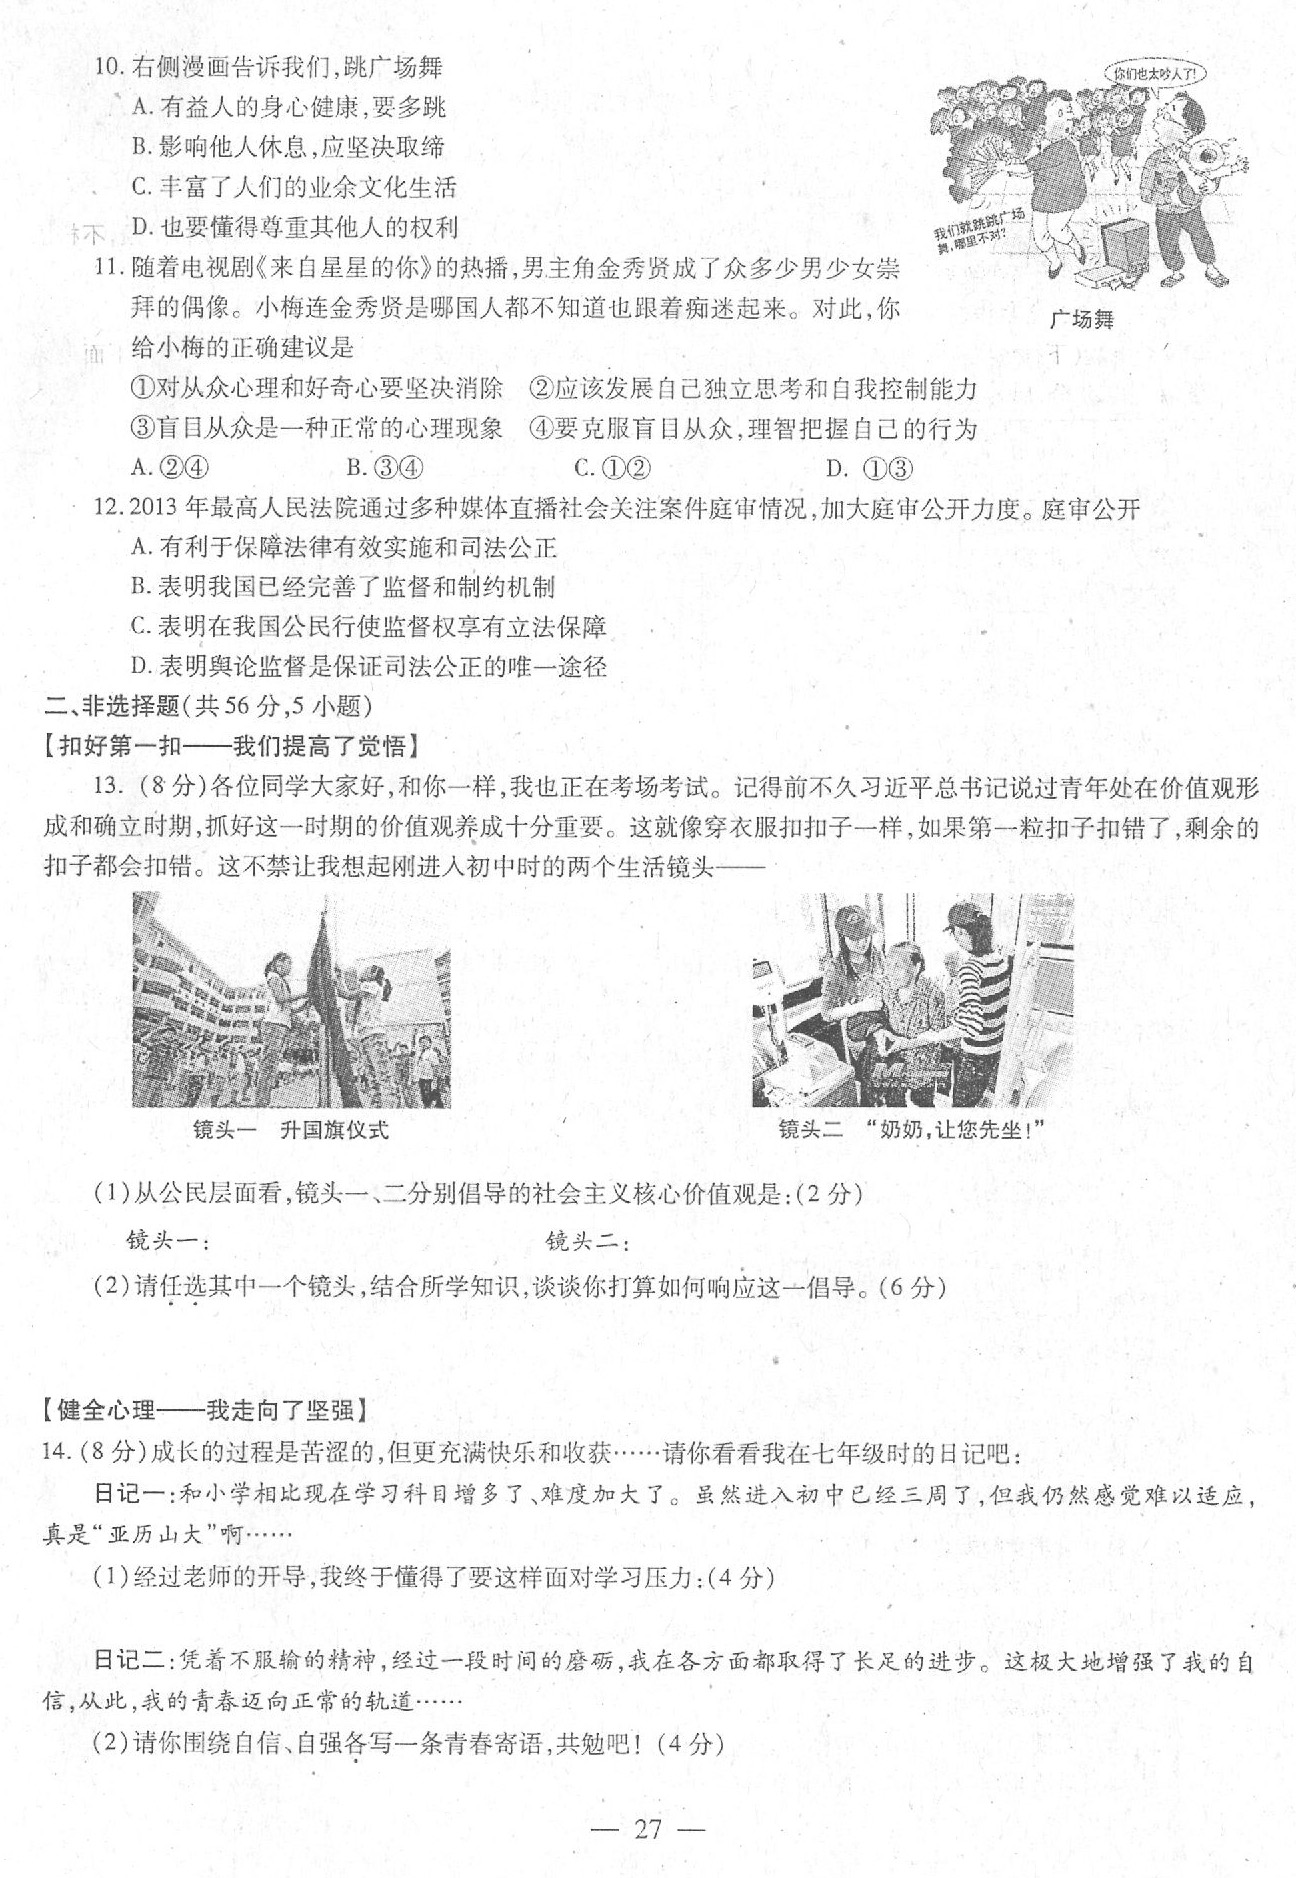 10. 右侧漫画告诉我们,跳广场舞
A. 有益人的身心健康,要多跳
B. 影响他人休息,应坚决取缔
C. 丰富了人们的业余文化生活
D. 也要懂得尊重其他人的权利
你们也太吵人了!
我们就跳跳广场
舞,哪里不对?
广场舞
11. 随着电视剧《来自星星的你》的热播,男主角金秀贤成了众多少男少女崇
拜的偶像。小梅连金秀贤是哪国人都不知道也跟着痴迷起来。对此,你
给小梅的正确建议是
①对从众心理和好奇心要坚决消除 ②应该发展自己独立思考和自我控制能力
③盲目从众是一种正常的心理现象 ④要克服盲目从众,理智把握自己的行为
A. ②④ B. ③④ C. ①② D. ①③
12. 2013 年最高人民法院通过多种媒体直播社会关注案件庭审情况,加大庭审公开力度。庭审公开
A. 有利于保障法律有效实施和司法公正
B. 表明我国已经完善了监督和制约机制
C. 表明在我国公民行使监督权享有立法保障
D. 表明舆论监督是保证司法公正的唯一途径
二、非选择题(共 56 分,5 小题)
【扣好第一扣——我们提高了觉悟】
13. (8 分)各位同学大家好,和你一样,我也正在考场考试。记得前不久习近平总书记说过青年处在价值观形
成和确立时期,抓好这一时期的价值观养成十分重要。这就像穿衣服扣扣子一样,如果第一粒扣子扣错了,剩余的
扣子都会扣错。这不禁让我想起刚进入初中时的两个生活镜头——
镜头一 升国旗仪式 镜头二 “奶奶,让您先坐!”
(1)从公民层面看,镜头一、二分别倡导的社会主义核心价值观是:(2 分)
镜头一: 镜头二:
(2)请任选其中一个镜头,结合所学知识,谈谈你打算如何响应这一倡导。(6 分)
【健全心理——我走向了坚强】
14. (8 分)成长的过程是苦涩的,但更充满快乐和收获……请你看看我在七年级时的日记吧:
日记一:和小学相比现在学习科目增多了、难度加大了。虽然进入初中已经三周了,但我仍然感觉难以适应,
真是“亚历山大”啊……
(1)经过老师的开导,我终于懂得了要这样面对学习压力:(4 分)
日记二:凭着不服输的精神,经过一段时间的磨砺,我在各方面都取得了长足的进步。这极大地增强了我的自
信,从此,我的青春迈向正常的轨道……
(2)请你围绕自信、自强各写一条青春寄语,共勉吧! (4 分)
— 27 —